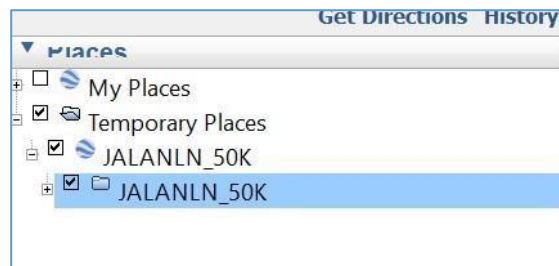 Get Directions History
Places
My Places
Temporary Places
JALANLN_50K
JALANLN_50K